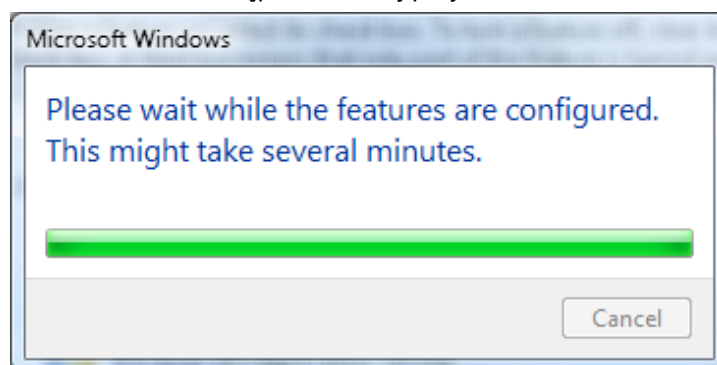 Microsoft Windows
Please wait while the features are configured.
This might take several minutes.
Cancel